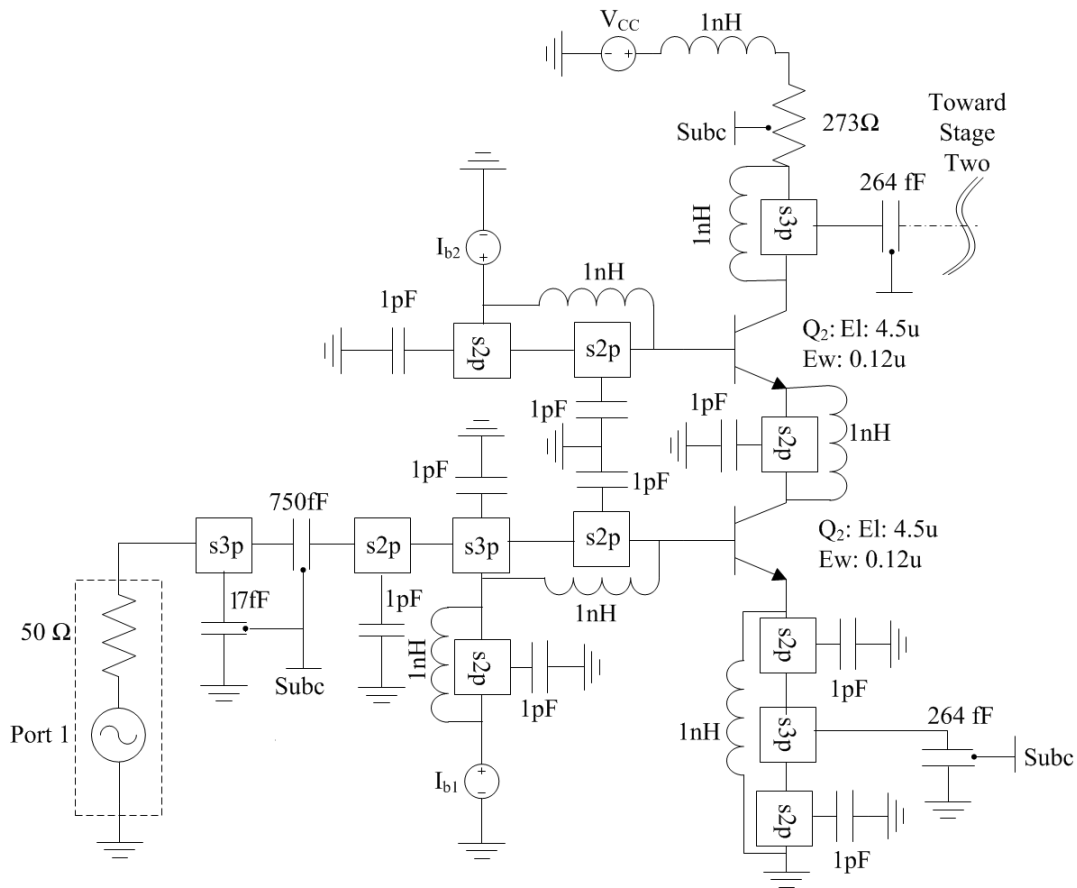 V_CC
1nH
Subc
273Ω
Toward
Stage
Two
264 fF
1nH
s3p
I_b2
1nH
1pF
s2p
s2p
Q2: El: 4.5u
Ew: 0.12u
1pF
1pF
s2p
1nH
1pF
1pF
750fF
s3p
s2p
s3p
s2p
Q2: El: 4.5u
Ew: 0.12u
17fF
1pF
1nH
50 Ω
Subc
1nH
s2p
1pF
s2p
1pF
Port 1
1nH
s3p
264 fF
Subc
I_b1
s2p
1pF